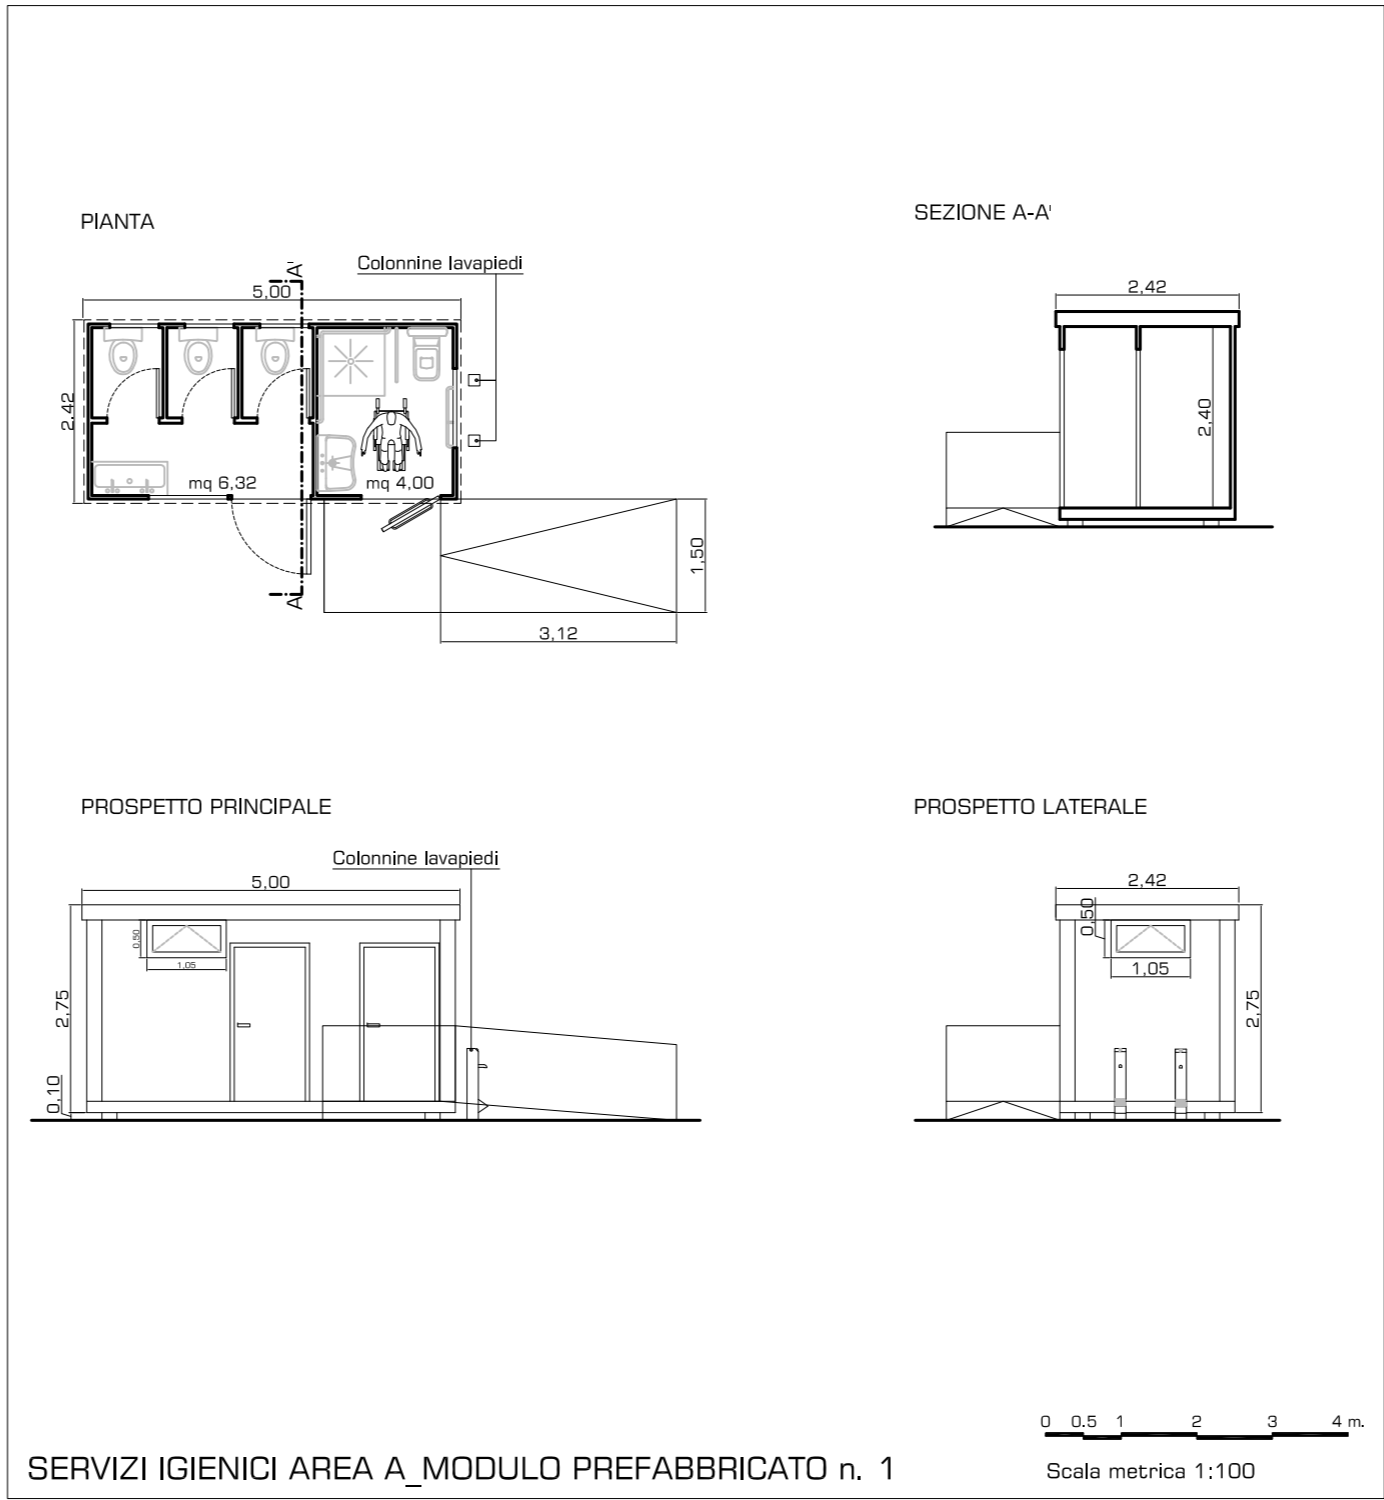 PIANTA
SEZIONE A-A'
Colonnine lavapiedi
A'
5,00
2,42
2,42
2,40
mq 6,32
mq 4,00
A
1,50
3,12
PROSPETTO PRINCIPALE
PROSPETTO LATERALE
Colonnine lavapiedi
5,00
2,42
0,50
1,05
0,50
1,05
2,75
2,75
0,10
0 0.5 1 2 3 4 m.
SERVIZI IGIENICI AREA A_MODULO PREFABBRICATO n. 1
Scala metrica 1:100